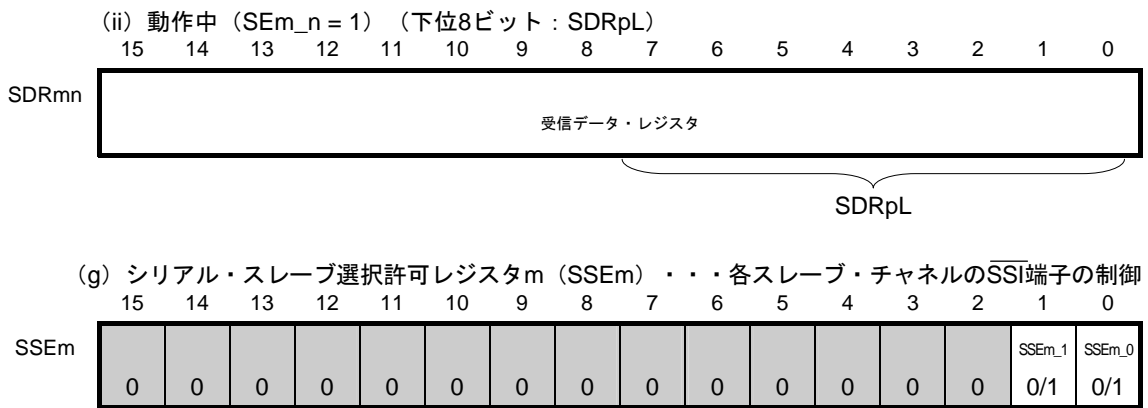 (ii) 動作中（SEm_n = 1）（下位8ビット：SDRpL）
15 14 13 12 11 10 9 8 7 6 5 4 3 2 1 0
SDRmn
受信データ・レジスタ
SDRpL
(g) シリアル・スレーブ選択許可レジスタm（SSEm）・・・各スレーブ・チャネルのSSI端子の制御
15 14 13 12 11 10 9 8 7 6 5 4 3 2 1 0
SSEm
SSEm_1 SSEm_0
0 0 0 0 0 0 0 0 0 0 0 0 0 0 0/1 0/1